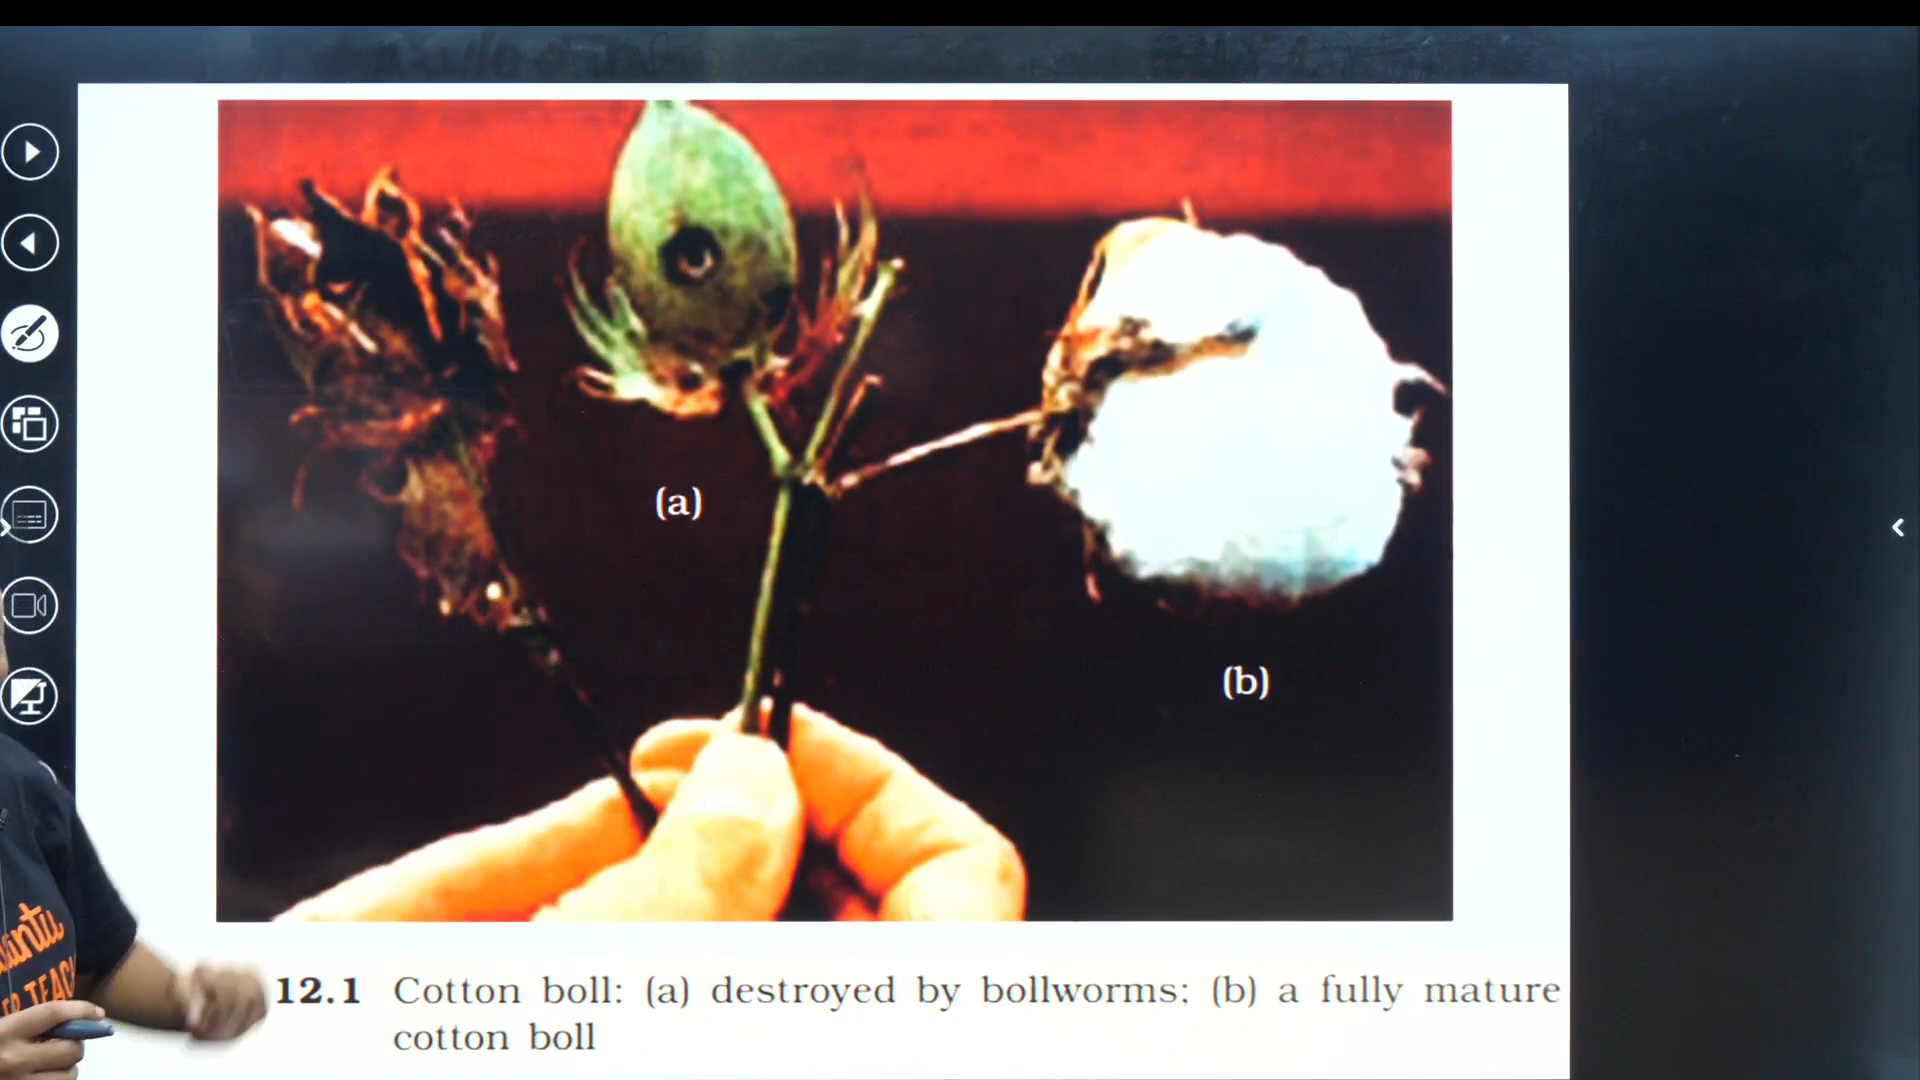 (a)
(b)
12.1 Cotton boll: (a) destroyed by bollworms; (b) a fully mature
cotton boll